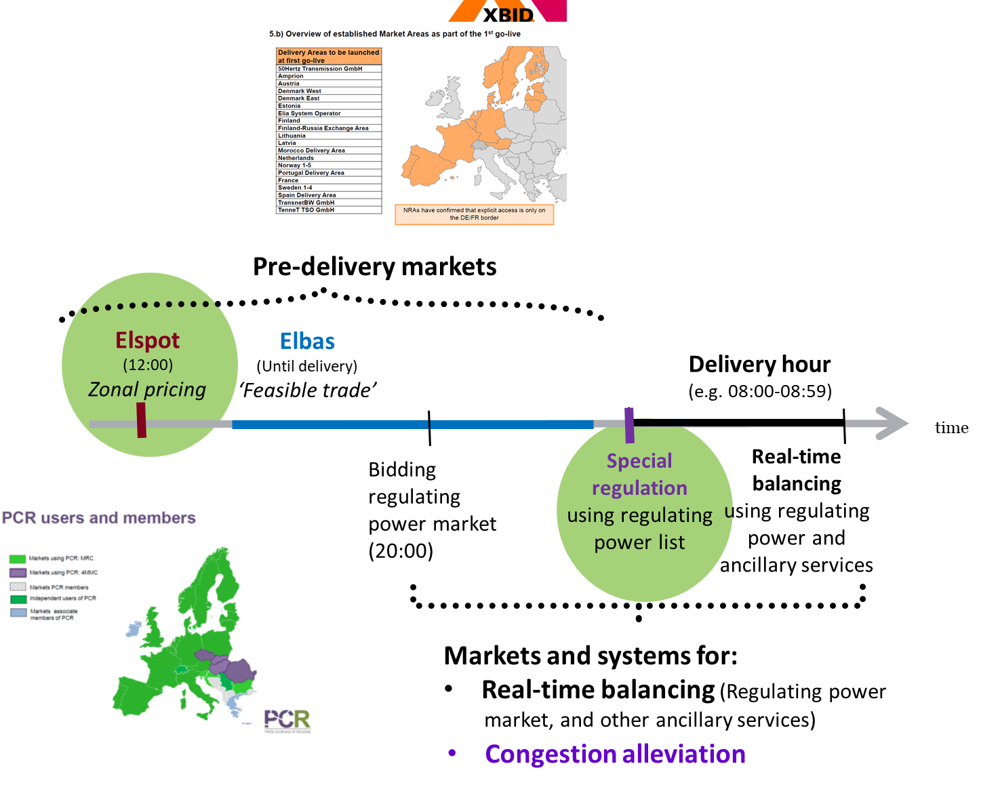 XBID
5.b) Overview of established Market Areas as part of the 1st go-live
Delivery Areas to be launched
at first go-live
50Hertz Transmission GmbH
Amprion
Austria
Denmark West
Denmark East
Estonia
Elia System Operator
Finland
Finland-Russia Exchange Area
Lithuania
Latvia
Morocco Delivery Area
Netherlands
Norway 1-5
Portugal Delivery Area
France
Sweden 1-4
Spain Delivery Area
TransnetBW GmbH
TenneT TSO GmbH
NRAs have confirmed that explicit access is only on
the DE/FR border
Pre-delivery markets
Elspot
(12:00)
Zonal pricing
Elbas
(Until delivery)
‘Feasible trade’
Delivery hour
(e.g. 08:00-08:59)
time
Bidding
regulating
power market
(20:00)
Special
regulation
using regulating
power list
Real-time
balancing
using regulating
power and
ancillary services
PCR users and members
Markets using PCR: MRC
Markets using PCR: 4MMC
Markets PCR members
Independent users of PCR
Markets associate
members of PCR
PCR
PRICE COUPLING OF REGIONS
Markets and systems for:
• Real-time balancing (Regulating power
market, and other ancillary services)
• Congestion alleviation